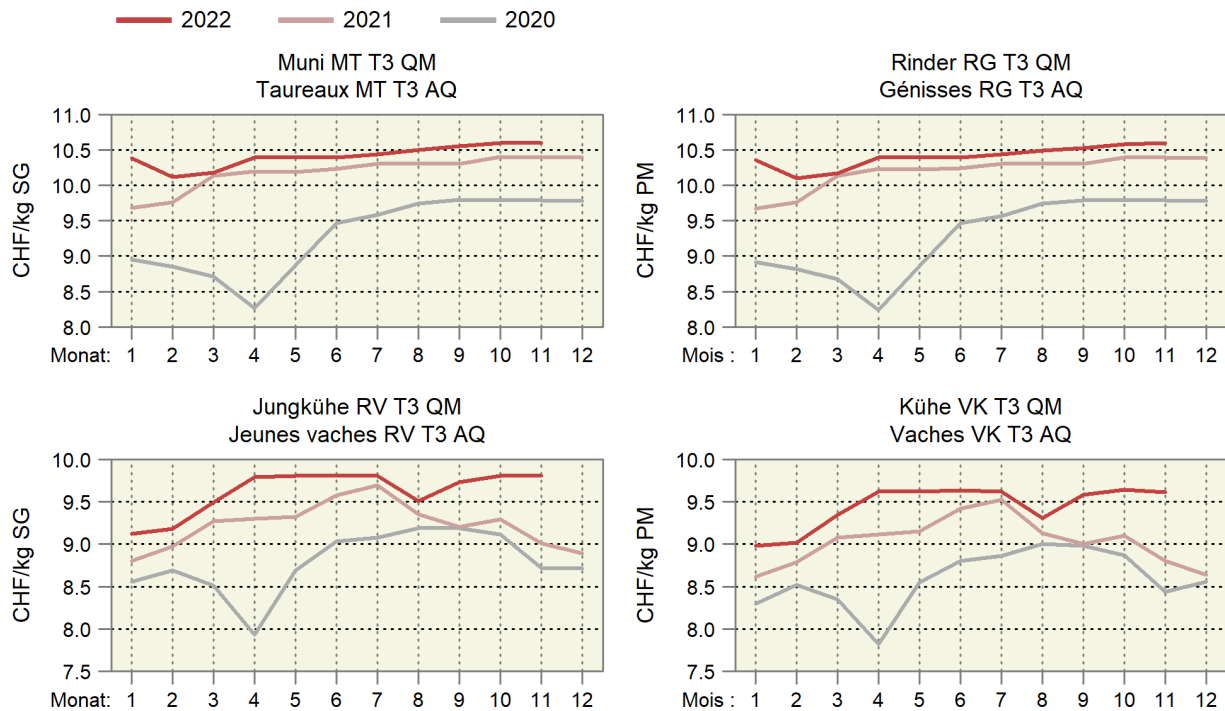 2022 2021 2020
Muni MT T3 QM
Taureaux MT T3 AQ
CHF/kg SG
11.0
10.5
10.0
9.5
9.0
8.5
8.0
Monat: 1 2 3 4 5 6 7 8 9 10 11 12
Rinder RG T3 QM
Génisses RG T3 AQ
CHF/kg PM
11.0
10.5
10.0
9.5
9.0
8.5
8.0
Mois : 1 2 3 4 5 6 7 8 9 10 11 12
Jungkühe RV T3 QM
Jeunes vaches RV T3 AQ
CHF/kg SG
10.0
9.5
9.0
8.5
8.0
7.5
Monat: 1 2 3 4 5 6 7 8 9 10 11 12
Kühe VK T3 QM
Vaches VK T3 AQ
CHF/kg PM
10.0
9.5
9.0
8.5
8.0
7.5
Mois : 1 2 3 4 5 6 7 8 9 10 11 12